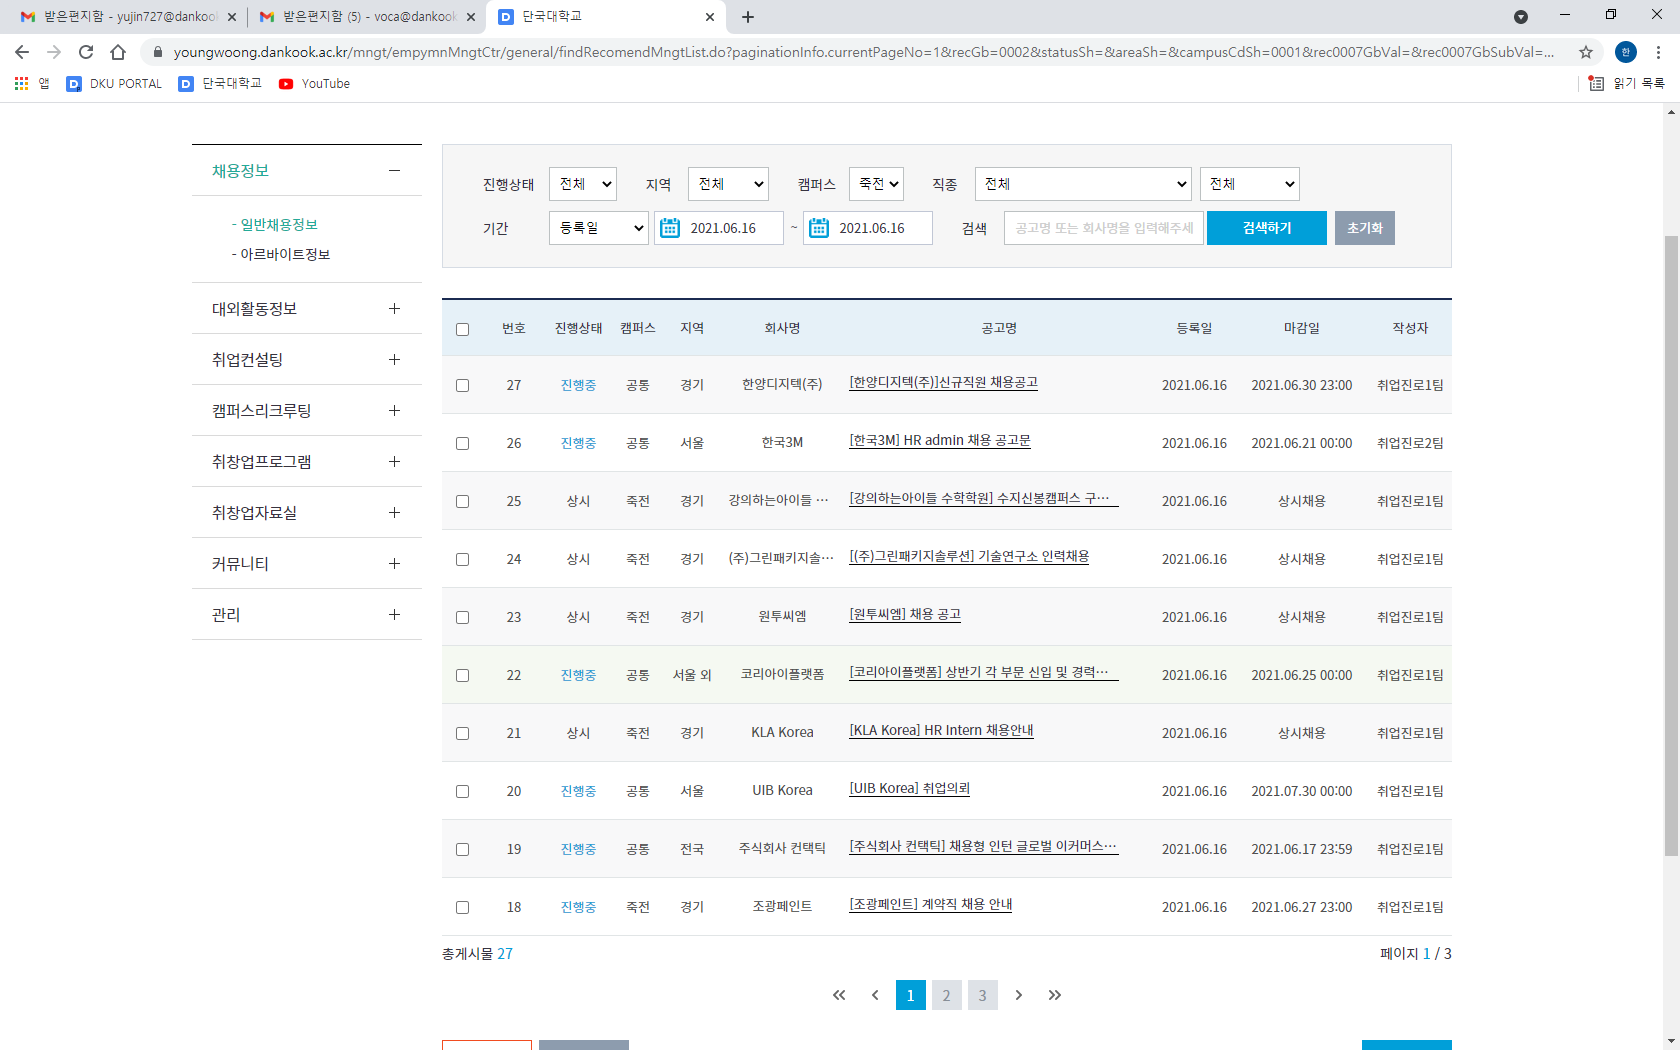 받은편지함 - yujin727@dankook
받은편지함 (5) - voca@dankook
단국대학교
youngwoong.dankook.ac.kr/mngt/empymnMngtCtr/general/findRecomendMngtList.do?paginationInfo.currentPageNo=1&recGb=0002&statusSh=&areaSh=&campusCdSh=0001&rec0007GbVal=&rec0007GbSubVal=...
한
앱
DKU PORTAL
단국대학교
YouTube
읽기 목록
채용정보
- 일반채용정보
- 아르바이트정보
대외활동정보
취업컨설팅
캠퍼스리크루팅
취창업프로그램
취창업자료실
커뮤니티
관리
진행상태 전체 지역 전체 캠퍼스 죽전 직종 전체 전체
기간 등록일 2021.06.16 ~ 2021.06.16 검색 공고명 또는 회사명을 입력해주세 검색하기 초기화
번호 진행상태 캠퍼스 지역 회사명 공고명 등록일 마감일 작성자
27 진행중 공통 경기 한양디지텍(주) [한양디지텍(주)]신규직원 채용공고 2021.06.16 2021.06.30 23:00 취업진로1팀
26 진행중 공통 서울 한국3M [한국3M] HR admin 채용 공고문 2021.06.16 2021.06.21 00:00 취업진로2팀
25 상시 죽전 경기 강의하는아이들 ··· [강의하는아이들 수학학원] 수지신봉캠퍼스 구··· 2021.06.16 상시채용 취업진로1팀
24 상시 죽전 경기 (주)그린패키지솔··· [(주)그린패키지솔루션] 기술연구소 인력채용 2021.06.16 상시채용 취업진로1팀
23 상시 죽전 경기 원투씨엠 [원투씨엠] 채용 공고 2021.06.16 상시채용 취업진로1팀
22 진행중 공통 서울 외 코리아이플랫폼 [코리아이플랫폼] 상반기 각 부문 신입 및 경력··· 2021.06.16 2021.06.25 00:00 취업진로1팀
21 상시 죽전 경기 KLA Korea [KLA Korea] HR Intern 채용안내 2021.06.16 상시채용 취업진로1팀
20 진행중 공통 서울 UIB Korea [UIB Korea] 취업의뢰 2021.06.16 2021.07.30 00:00 취업진로1팀
19 진행중 공통 전국 주식회사 컨택틱 [주식회사 컨택틱] 채용형 인턴 글로벌 이커머스··· 2021.06.16 2021.06.17 23:59 취업진로1팀
18 진행중 죽전 경기 조광페인트 [조광페인트] 계약직 채용 안내 2021.06.16 2021.06.27 23:00 취업진로1팀
총게시물 27
페이지 1 / 3
1 2 3